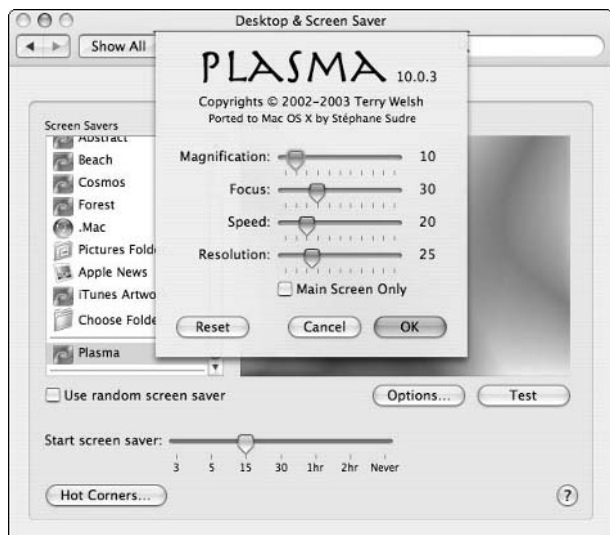 Desktop & Screen Saver
Show All
PLASMA 10.0.3
Copyrights © 2002–2003 Terry Welsh
Ported to Mac OS X by Stéphane Sudre
Screen Savers
Abstract
Beach
Cosmos
Forest
.Mac
Pictures Folde
Apple News
iTunes Artwo
Choose Folde
Plasma
Magnification: 10
Focus: 30
Speed: 20
Resolution: 25
Main Screen Only
Reset Cancel OK
Use random screen saver
Options... Test
Start screen saver:
3 5 15 30 1hr 2hr Never
Hot Corners... ?